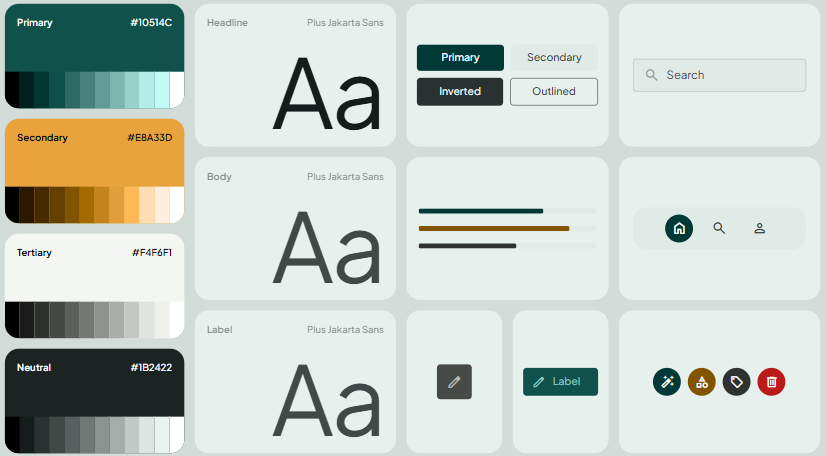 Primary #10514C
Headline Plus Jakarta Sans
Aa
Primary Secondary
Inverted Outlined
Search
Secondary #E8A33D
Body Plus Jakarta Sans
Aa
Tertiary #F4F6F1
Label Plus Jakarta Sans
Aa
Label
Neutral #1B2422